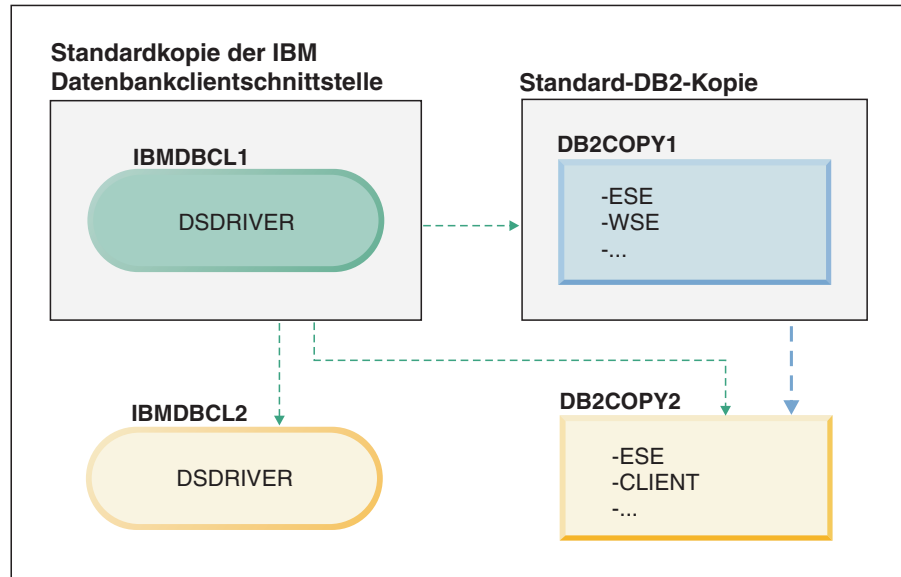 Standardkopie der IBM
Datenbankclientschnittstelle
IBMDBCL1
DSDRIVER
Standard-DB2-Kopie
DB2COPY1
-ESE
-WSE
-...
IBMDBCL2
DSDRIVER
DB2COPY2
-ESE
-CLIENT
-...